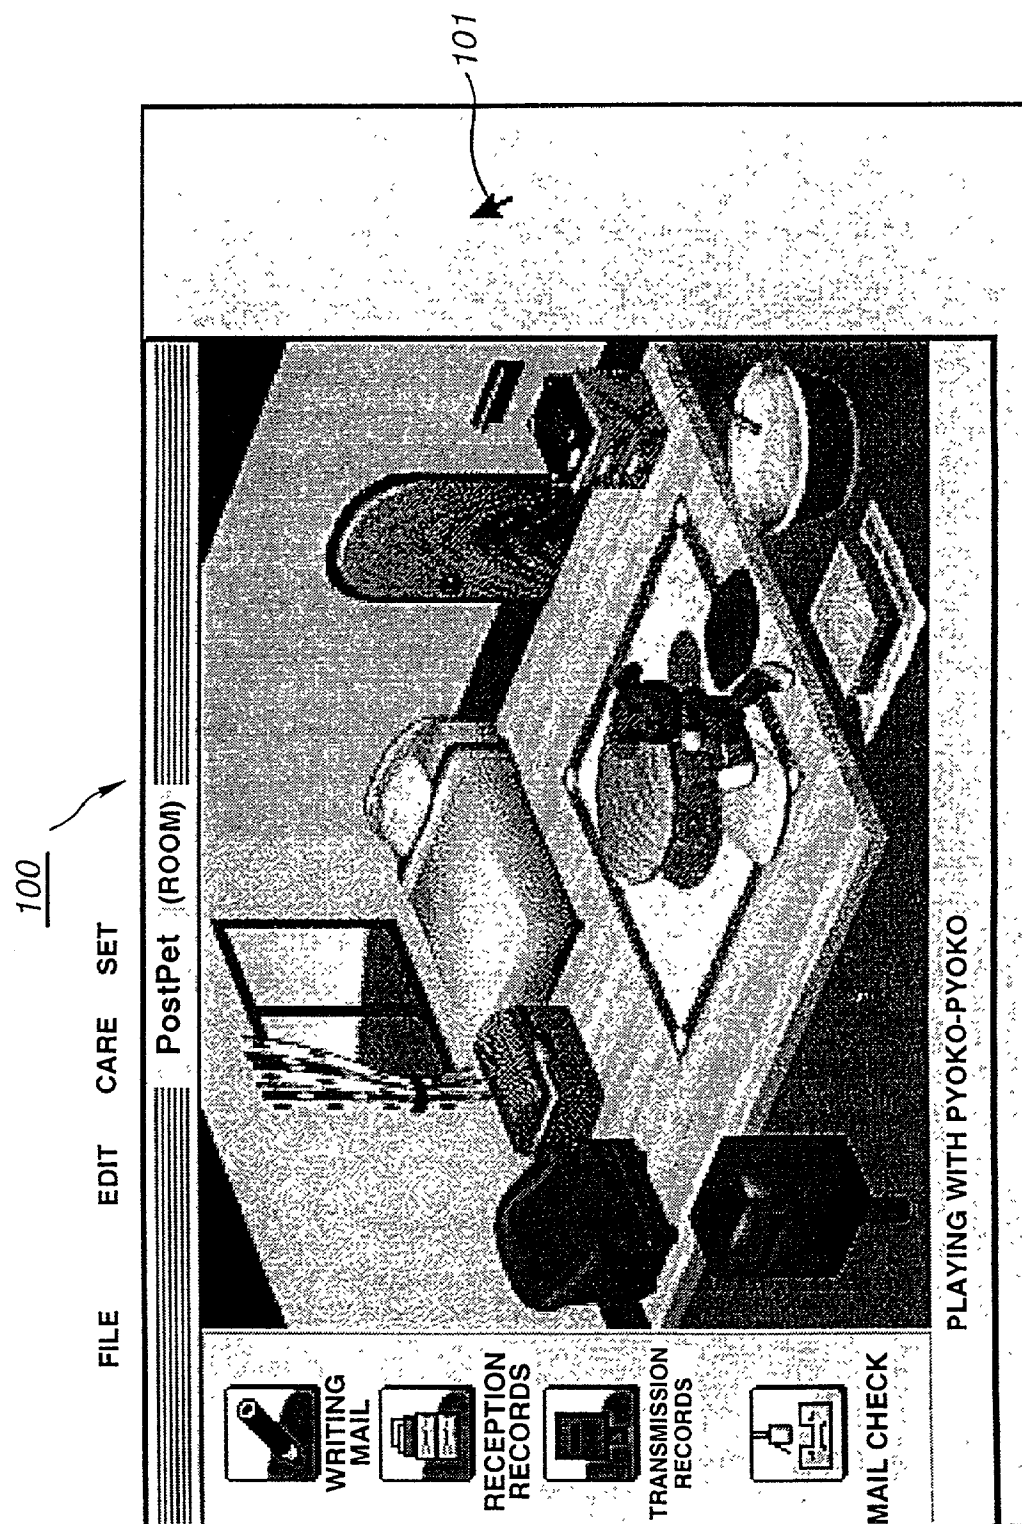 100
101
FILE EDIT CARE SET
PostPet (ROOM)
WRITING
MAIL
RECEPTION
RECORDS
TRANSMISSION
RECORDS
MAIL CHECK
PLAYING WITH PYOKO-PYOKO